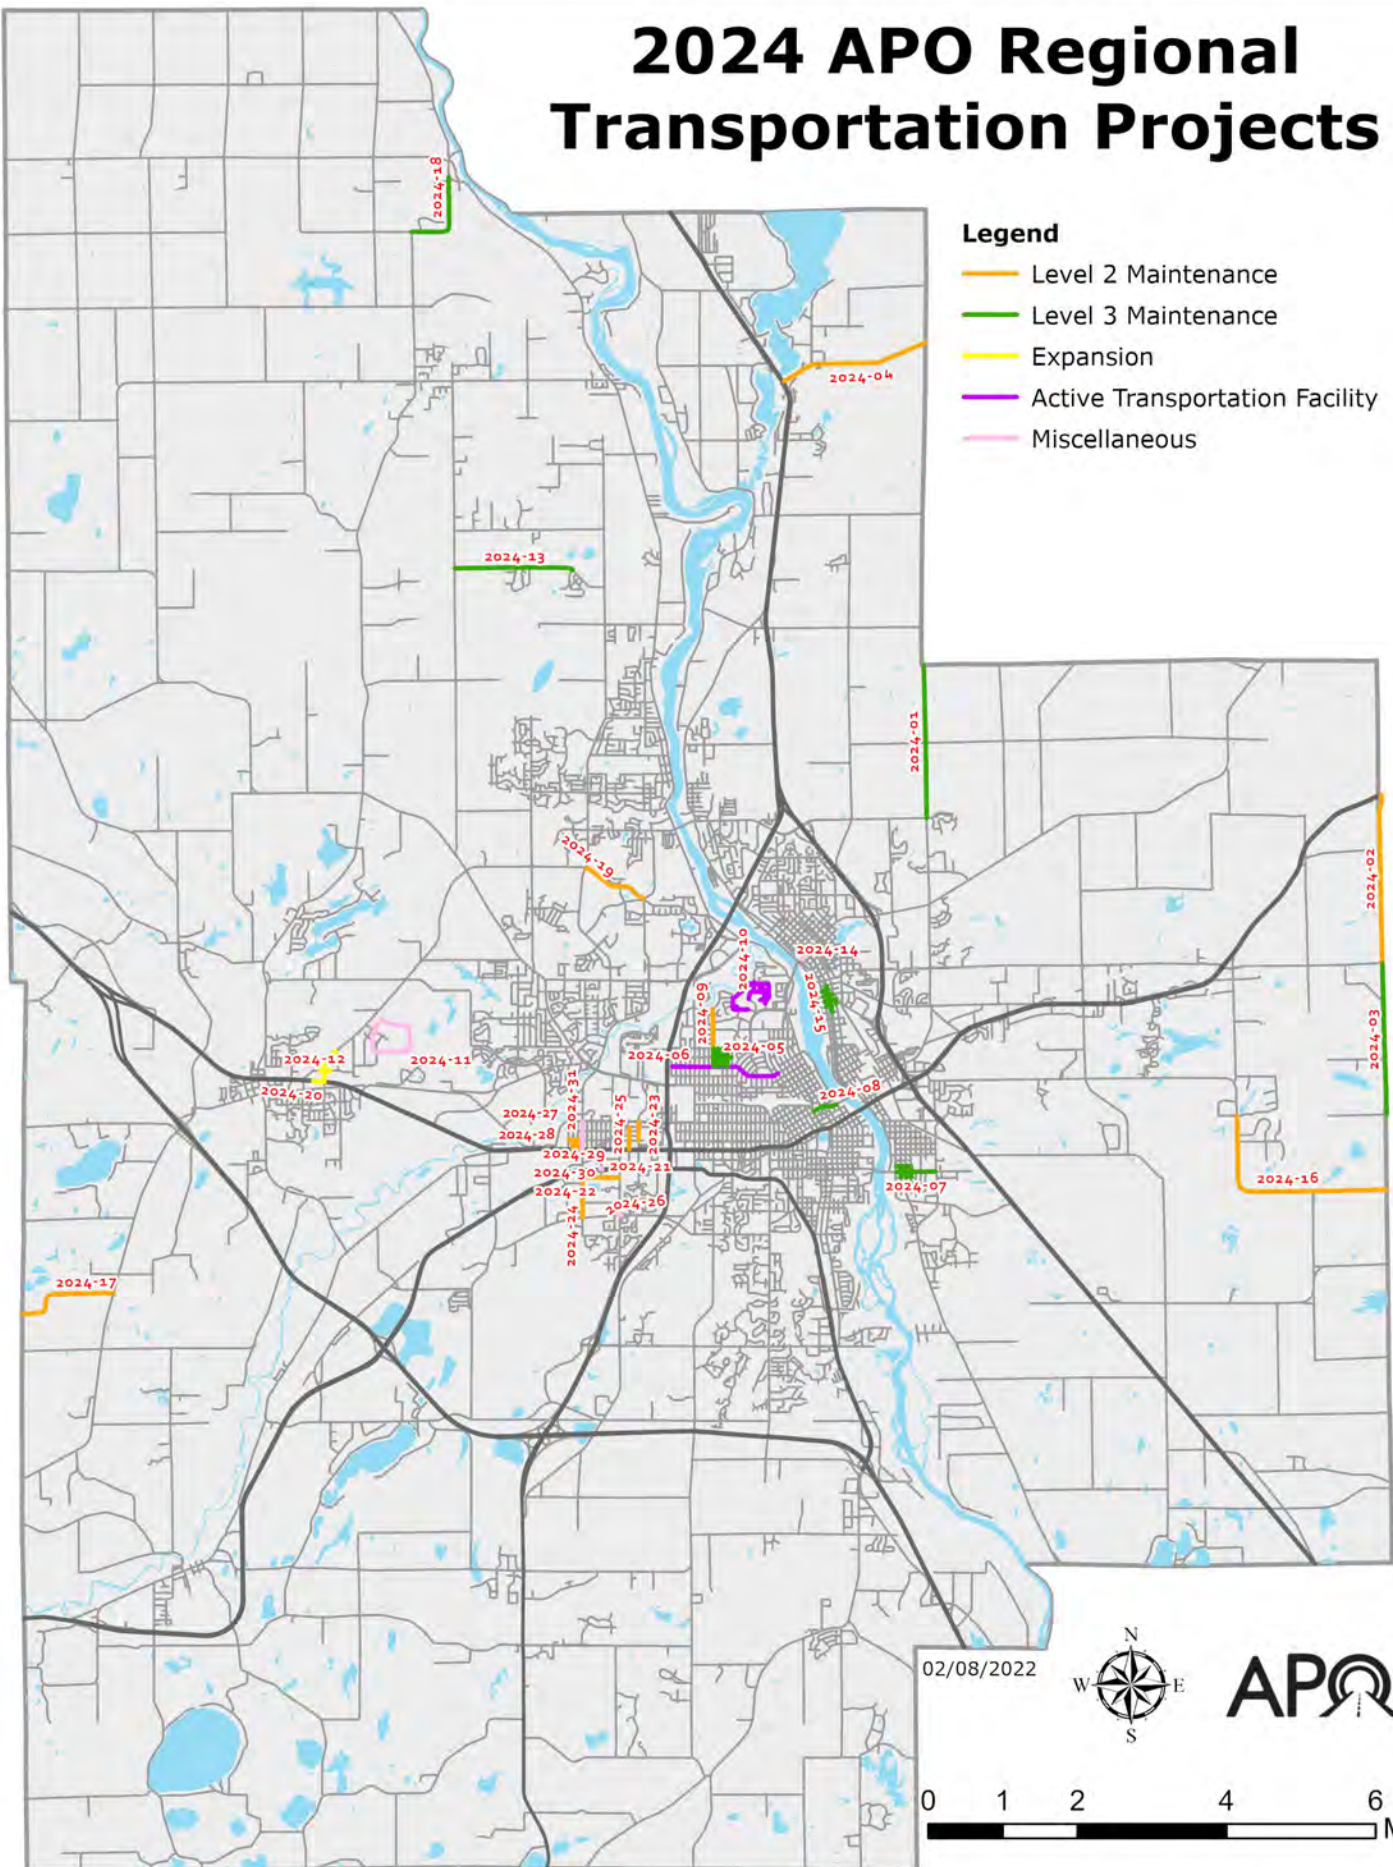 2024 APO Regional
Transportation Projects
Legend
Level 2 Maintenance
Level 3 Maintenance
Expansion
Active Transportation Facility
Miscellaneous
2024-18
2024-04
2024-13
2024-01
2024-02
2024-19
2024-14
2024-10
2024-15
2024-09
2024-03
2024-05
2024-06
2024-12
2024-11
2024-20
2024-08
2024-31
2024-27
2024-25
2024-23
2024-28
2024-29
2024-21
2024-30
2024-22
2024-26
2024-24
2024-07
2024-16
2024-17
02/08/2022
N
W
E
S
APO
0 1 2 4 6
M